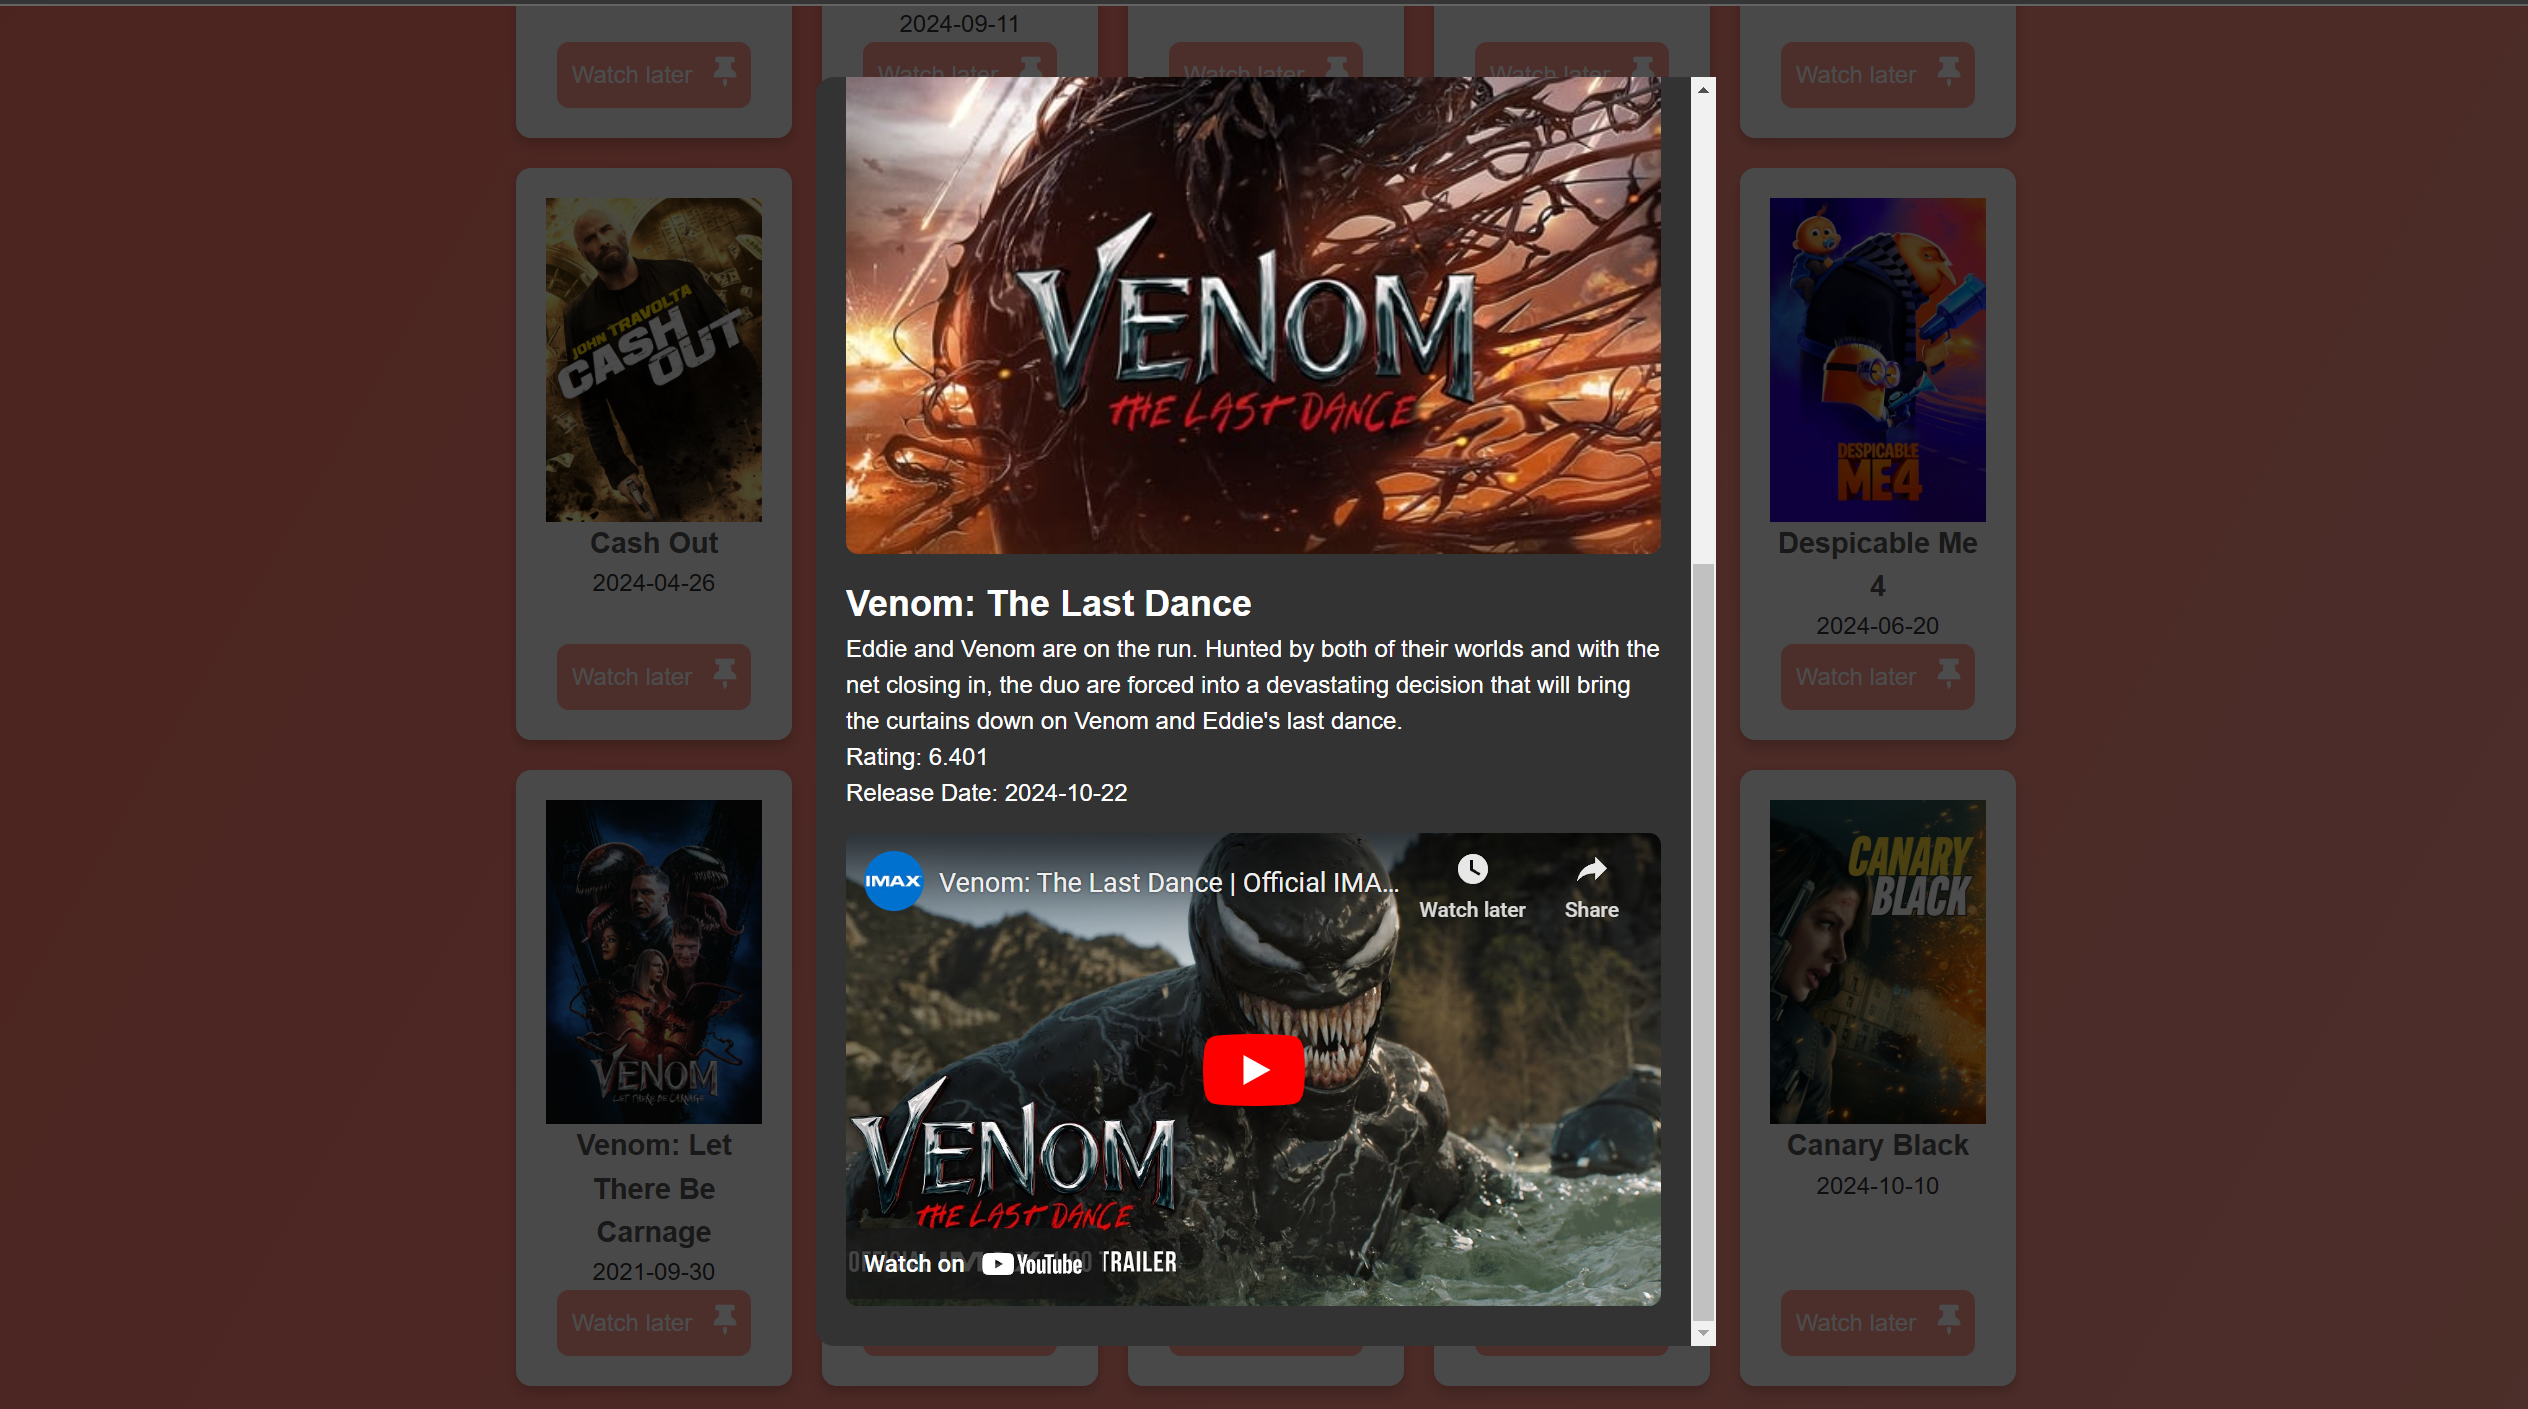 2024-09-11
Watch later
Watch later
Watch later
Watch later
Watch later
VENOM
THE LAST DANCE
JOHN TRAVOLTA
CASH
OUT
Cash Out
2024-04-26
Watch later
DESPICABLE
ME4
Despicable Me
4
2024-06-20
Watch later
Venom: The Last Dance
Eddie and Venom are on the run. Hunted by both of their worlds and with the
net closing in, the duo are forced into a devastating decision that will bring
the curtains down on Venom and Eddie's last dance.
Rating: 6.401
Release Date: 2024-10-22
IMAX
Venom: The Last Dance | Official IMA...
Watch later
Share
VENOM
THE LAST DANCE
Watch on YouTube
TRAILER
VENOM
LET THERE BE CARNAGE
Venom: Let
There Be
Carnage
2021-09-30
Watch later
CANARY
BLACK
Canary Black
2024-10-10
Watch later